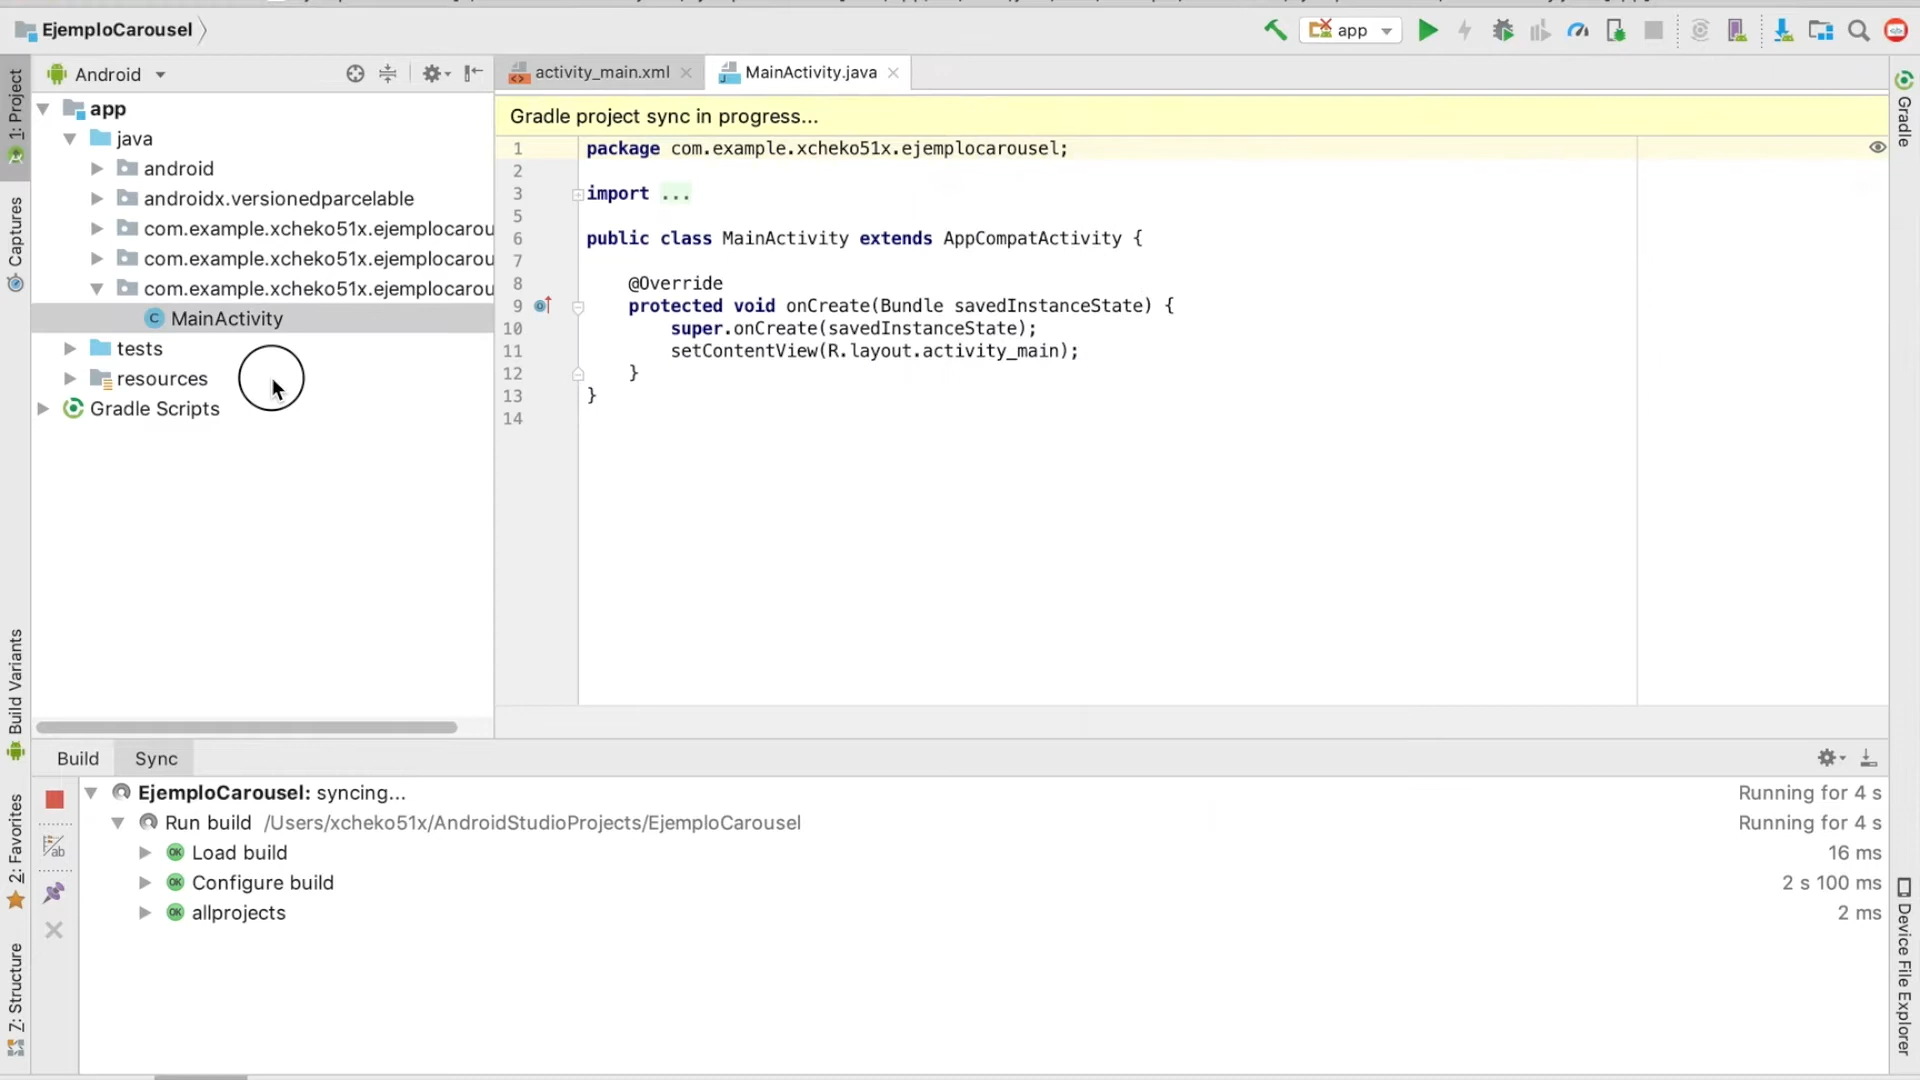 EjemploCarousel
app
Android
activity_main.xml
MainActivity.java
1: Project
Captures
Build Variants
2: Favorites
Z: Structure
Gradle
Device File Explorer
app
java
android
androidx.versionedparcelable
com.example.xcheko51x.ejemplocarou
com.example.xcheko51x.ejemplocarou
com.example.xcheko51x.ejemplocarou
MainActivity
tests
resources
Gradle Scripts
Gradle project sync in progress...
1 package com.example.xcheko51x.ejemplocarousel;
2
3 import ...
5
6 public class MainActivity extends AppCompatActivity {
7
8 @Override
9 protected void onCreate(Bundle savedInstanceState) {
10 super.onCreate(savedInstanceState);
11 setContentView(R.layout.activity_main);
12 }
13 }
14
Build Sync
EjemploCarousel: syncing... Running for 4 s
Run build /Users/xcheko51x/AndroidStudioProjects/EjemploCarousel Running for 4 s
OK Load build 16 ms
OK Configure build 2 s 100 ms
OK allprojects 2 ms